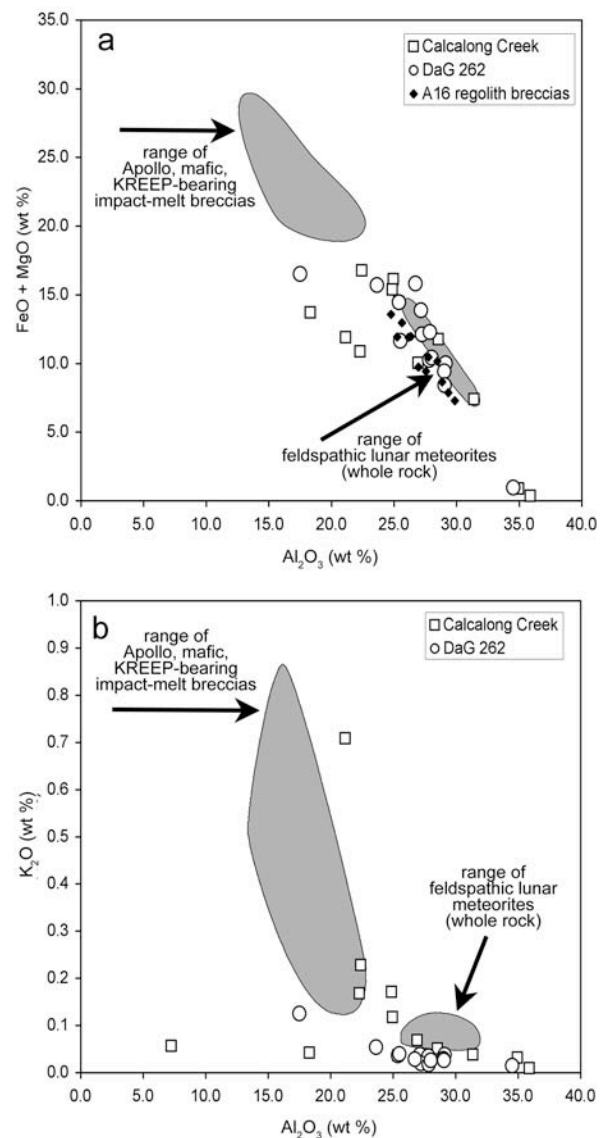 a
Calcalong Creek
DaG 262
A16 regolith breccias
range of
Apollo, mafic,
KREEP-bearing
impact-melt breccias
range of
feldspathic lunar meteorites
(whole rock)
FeO + MgO (wt %)
35.0
30.0
25.0
20.0
15.0
10.0
5.0
0.0
0.0 5.0 10.0 15.0 20.0 25.0 30.0 35.0 40.0
Al₂O₃ (wt %)
b
Calcalong Creek
DaG 262
range of
Apollo, mafic,
KREEP-bearing
impact-melt breccias
range of
feldspathic lunar
meteorites
(whole rock)
K₂O (wt %)
1.0
0.9
0.8
0.7
0.6
0.5
0.4
0.3
0.2
0.1
0.0
0.0 5.0 10.0 15.0 20.0 25.0 30.0 35.0 40.0
Al₂O₃ (wt %)